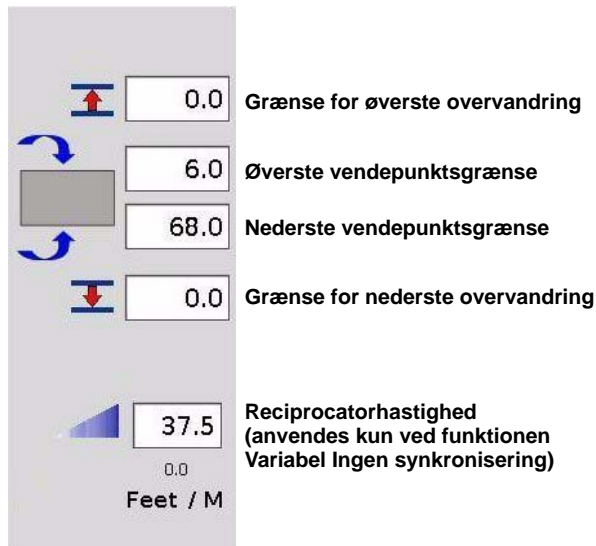 0.0 Grænse for øverste overvandring
6.0 Øverste vendepunktsgrænse
68.0 Nederste vendepunktsgrænse
0.0 Grænse for nederste overvandring
37.5
Reciprocatorhastighed
(anvendes kun ved funktionen
Variabel Ingen synkronisering)
0.0
Feet / M